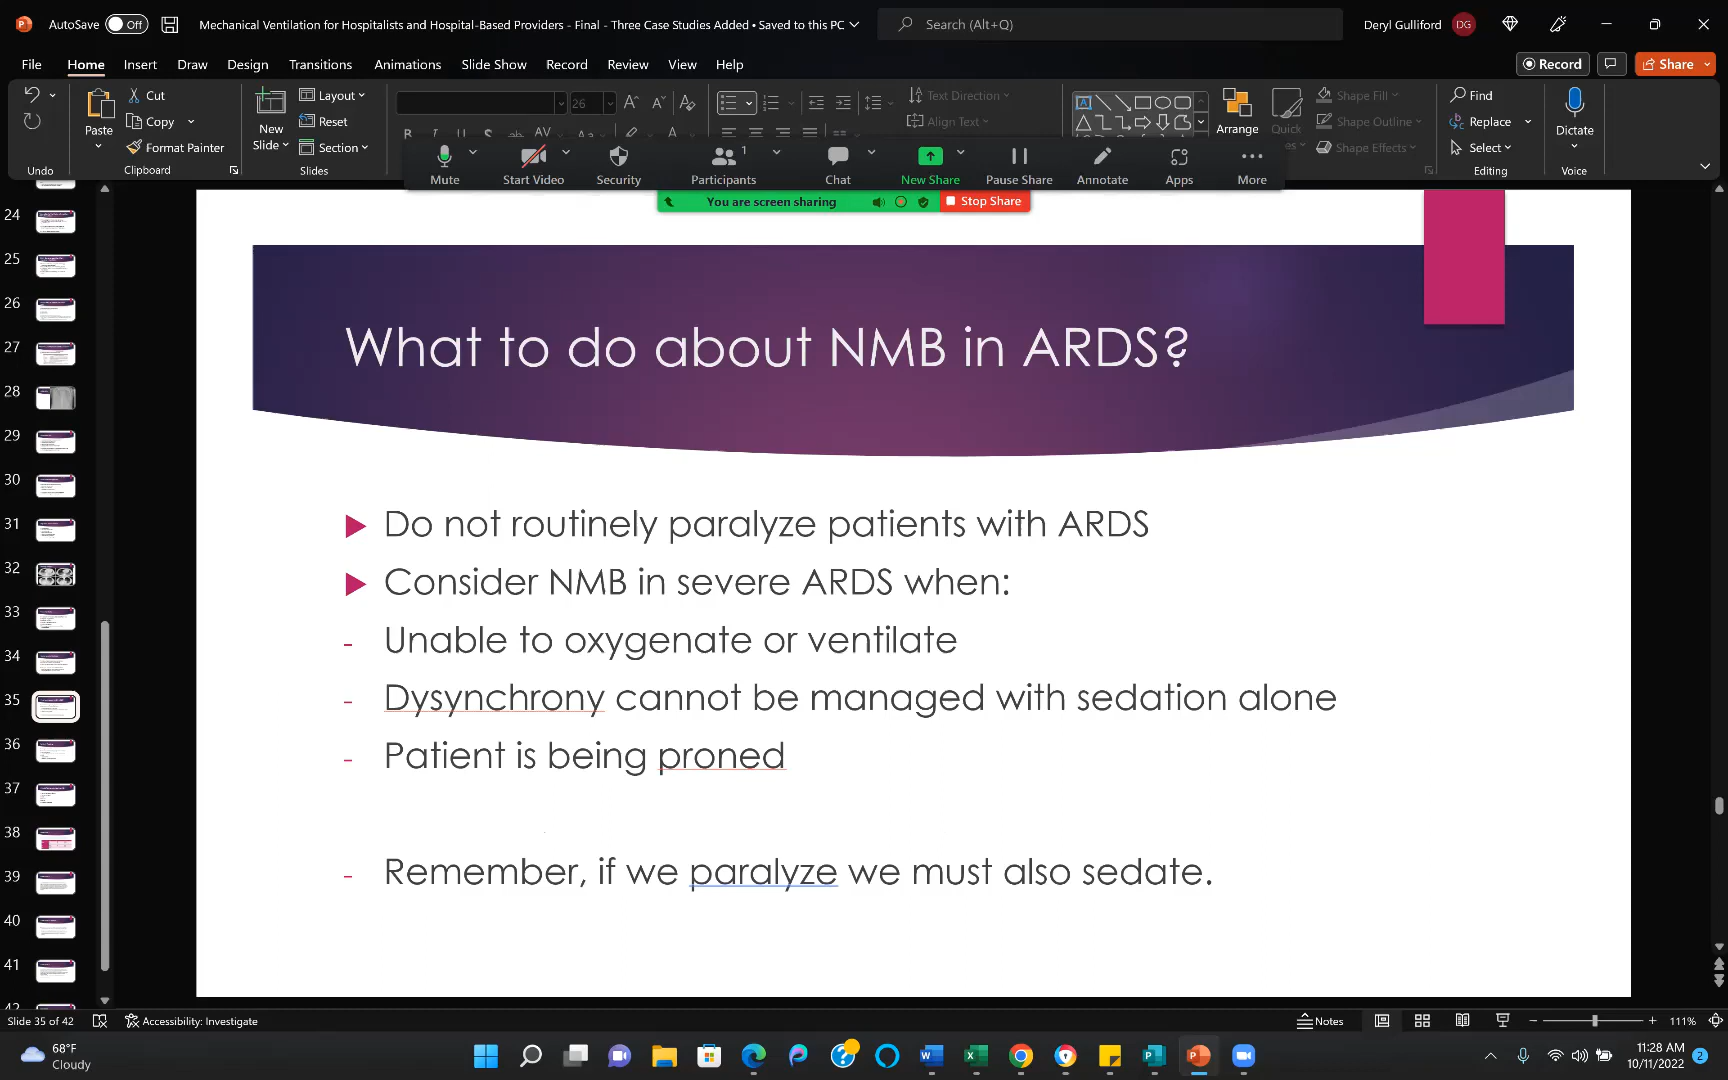 AutoSave Off
Mechanical Ventilation for Hospitalists and Hospital-Based Providers - Final - Three Case Studies Added • Saved to this PC
Search (Alt+Q)
Deryl Gulliford DG
File Home Insert Draw Design Transitions Animations Slide Show Record Review View Help
Record Share
Undo
Paste
Cut
Copy
Format Painter
Clipboard
New Slide
Layout
Reset
Section
Slides
26
Text Direction
Align Text
Arrange
Quick
Shape Fill
Shape Outline
Shape Effects
Find
Replace
Select
Editing
Dictate
Voice
Mute Start Video Security Participants 1 Chat New Share Pause Share Annotate Apps More
You are screen sharing Stop Share
24
25
26
27
28
29
30
31
32
33
34
35
36
37
38
39
40
41
What to do about NMB in ARDS?
Do not routinely paralyze patients with ARDS
Consider NMB in severe ARDS when:
- Unable to oxygenate or ventilate
- Dysynchrony cannot be managed with sedation alone
- Patient is being proned
- Remember, if we paralyze we must also sedate.
Slide 35 of 42 Accessibility: Investigate Notes 111%
68°F
Cloudy
11:28 AM
10/11/2022 2